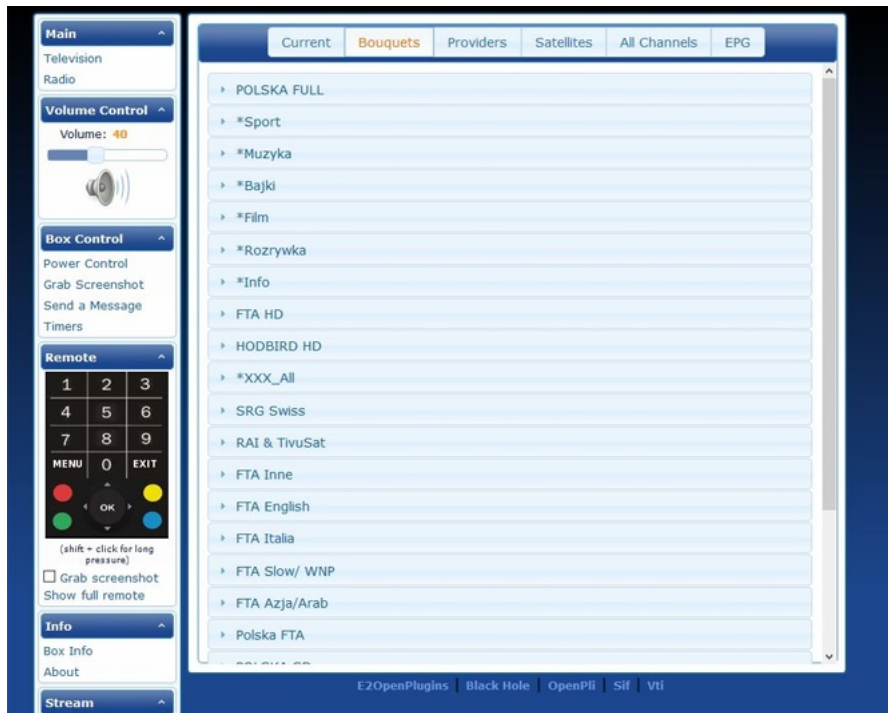 Main
Television
Radio
Volume Control
Volume: 40
Box Control
Power Control
Grab Screenshot
Send a Message
Timers
Remote
1 2 3
4 5 6
7 8 9
MENU 0 EXIT
OK
(shift + click for long
pressure)
Grab screenshot
Show full remote
Info
Box Info
About
Stream
Current Bouquets Providers Satellites All Channels EPG
POLSKA FULL
*Sport
*Muzyka
*Bajki
*Film
*Rozrywka
*Info
FTA HD
HODBIRD HD
*XXX_All
SRG Swiss
RAI & TivuSat
FTA Inne
FTA English
FTA Italia
FTA Slow/ WNP
FTA Azja/Arab
Polska FTA
E2OpenPlugins | Black Hole | OpenPli | Sif | Vti